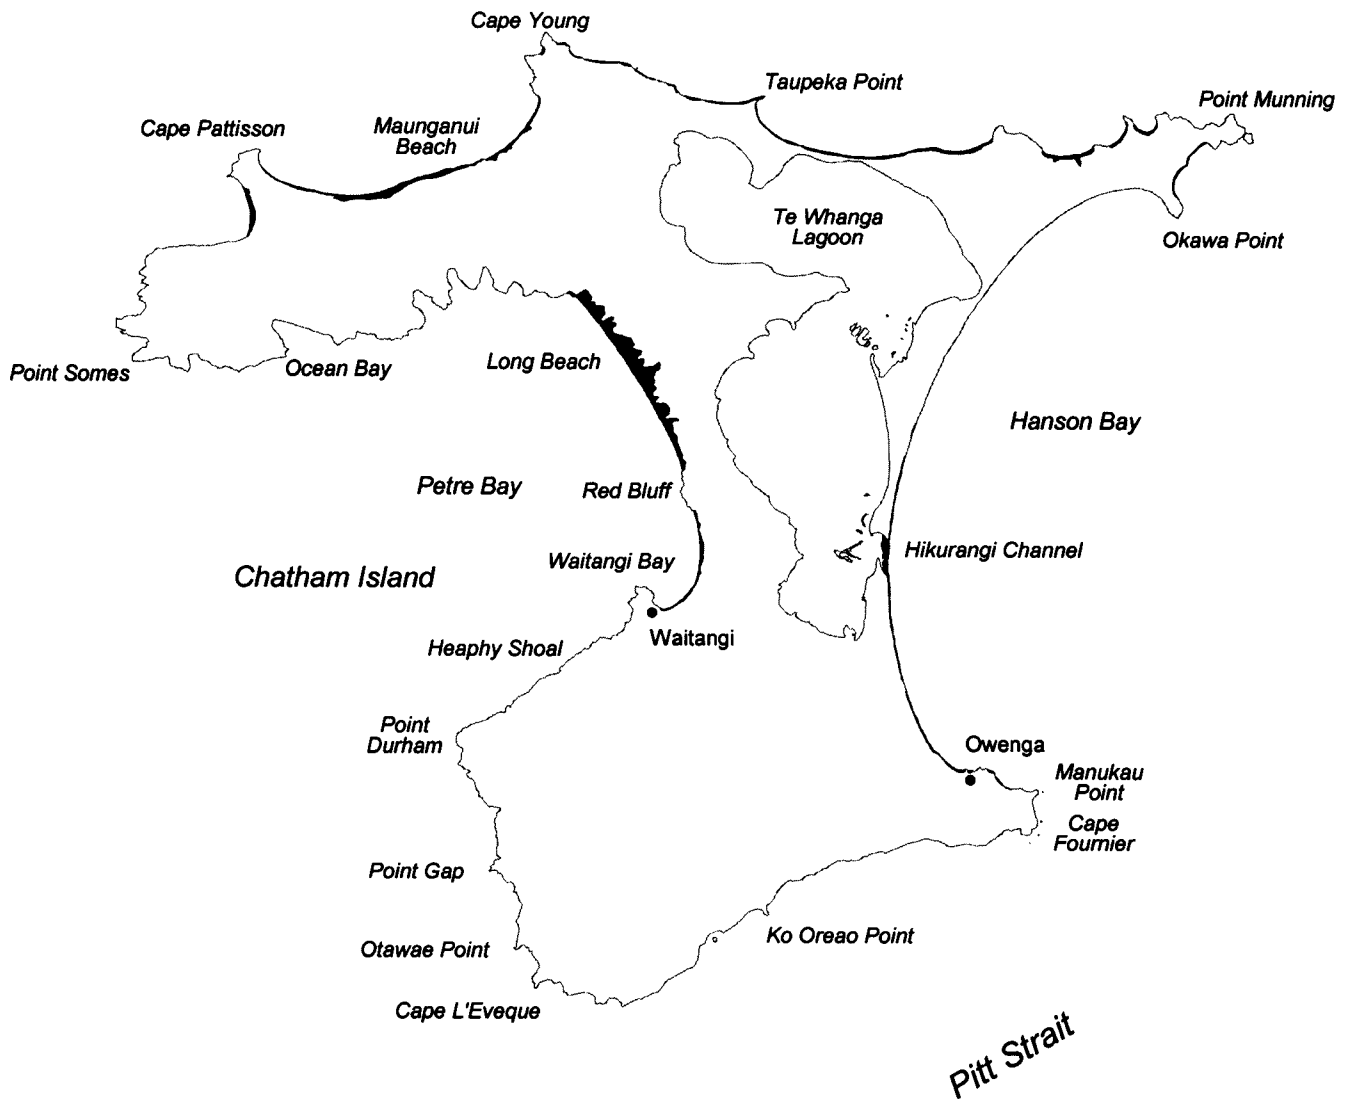 Cape Young
Taupeka Point
Point Munning
Cape Pattisson
Maunganui
Beach
Te Whanga
Lagoon
Okawa Point
Point Somes
Ocean Bay
Long Beach
Hanson Bay
Petre Bay
Red Bluff
Waitangi Bay
Hikurangi Channel
Chatham Island
Waitangi
Heaphy Shoal
Point
Durham
Owenga
Manukau
Point
Cape
Fournier
Point Gap
Ko Oreao Point
Otawae Point
Cape L'Eveque
Pitt Strait